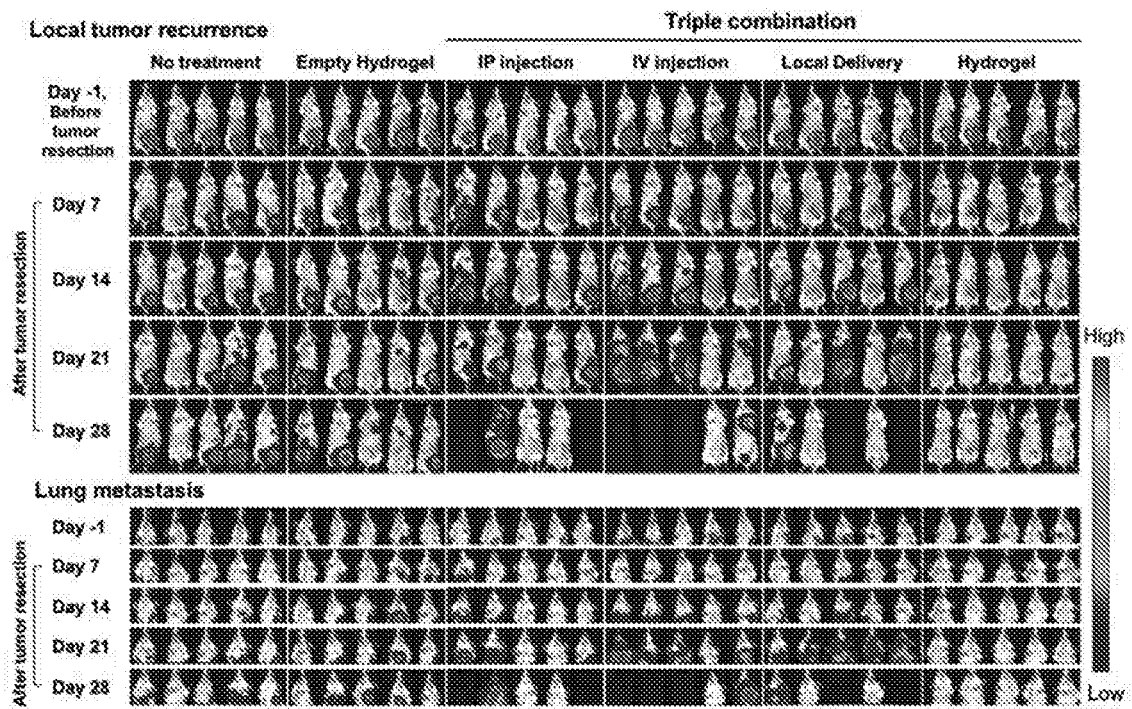 Triple combination
Local tumor recurrence
No treatment
Empty Hydrogel
IP injection
IV injection
Local Delivery
Hydrogel
Day -1,
Before
tumor
resection
After tumor resection
Day 7
Day 14
Day 21
Day 28
High
Low
Lung metastasis
Day -1
After tumor resection
Day 7
Day 14
Day 21
Day 28